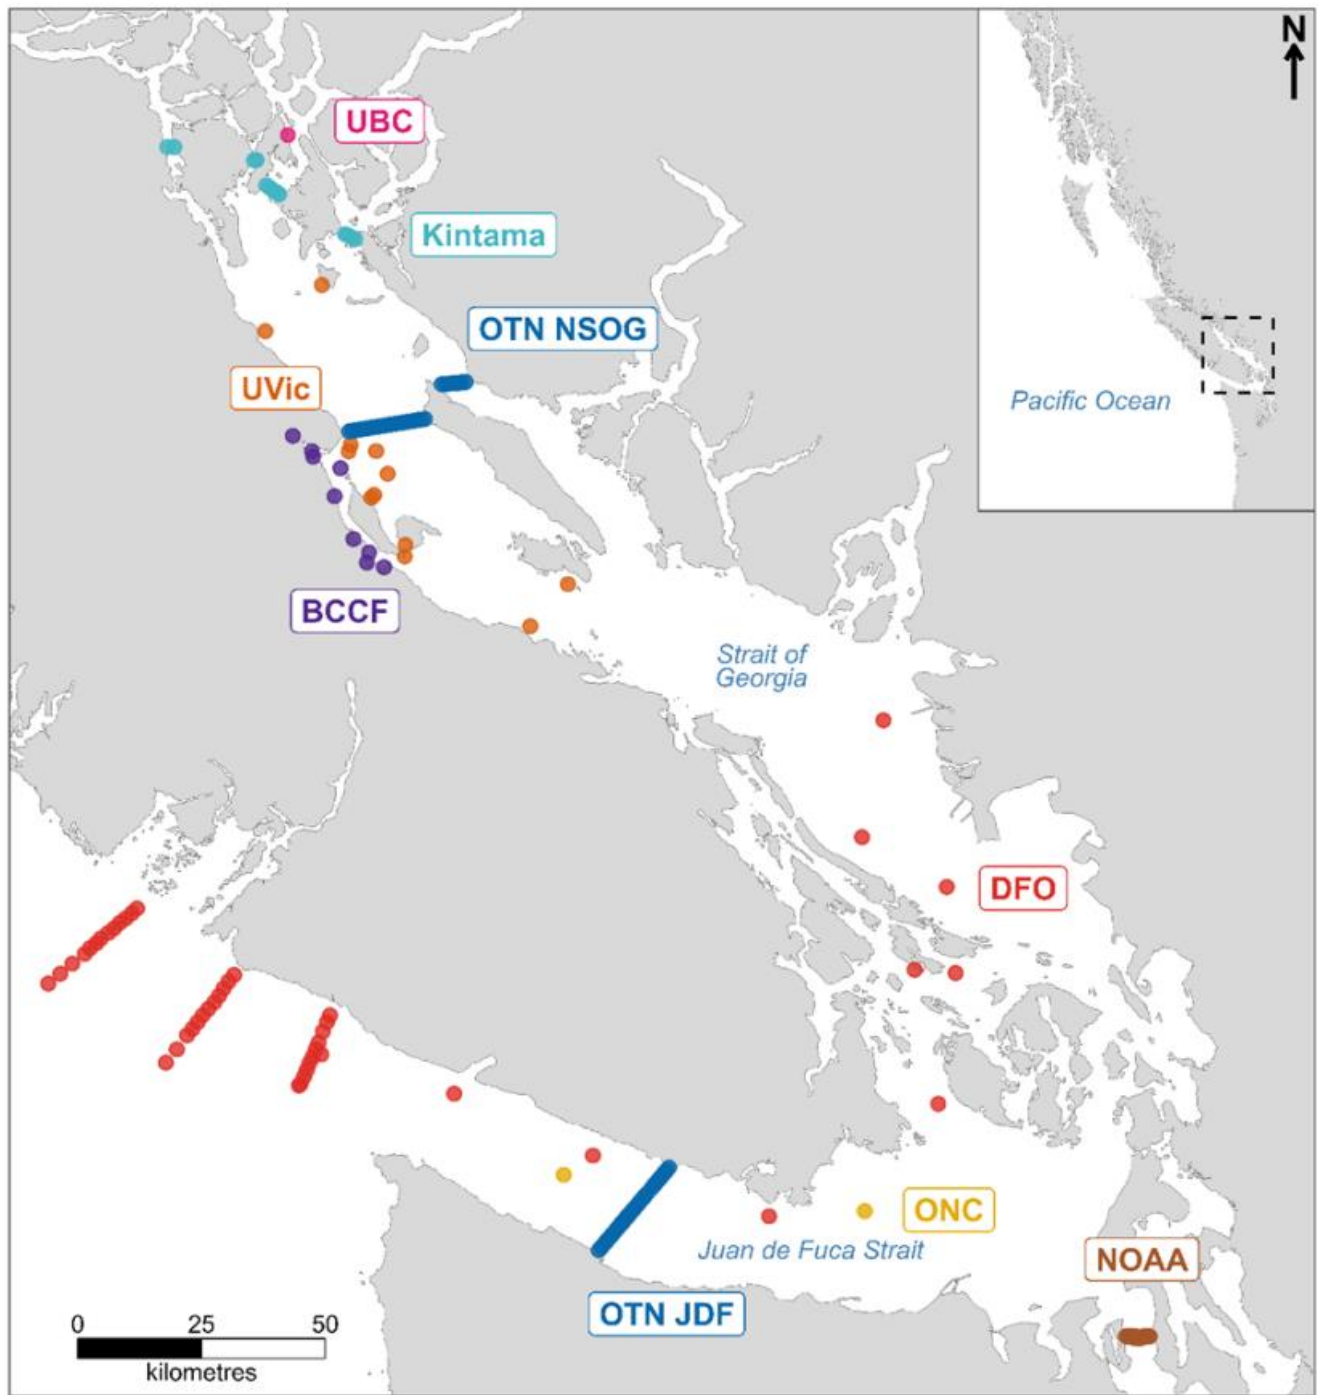 N
UBC
Kintama
OTN NSOG
UVic
Pacific Ocean
BCCF
Strait of
Georgia
DFO
ONC
Juan de Fuca Strait
NOAA
OTN JDF
0 25 50
kilometres